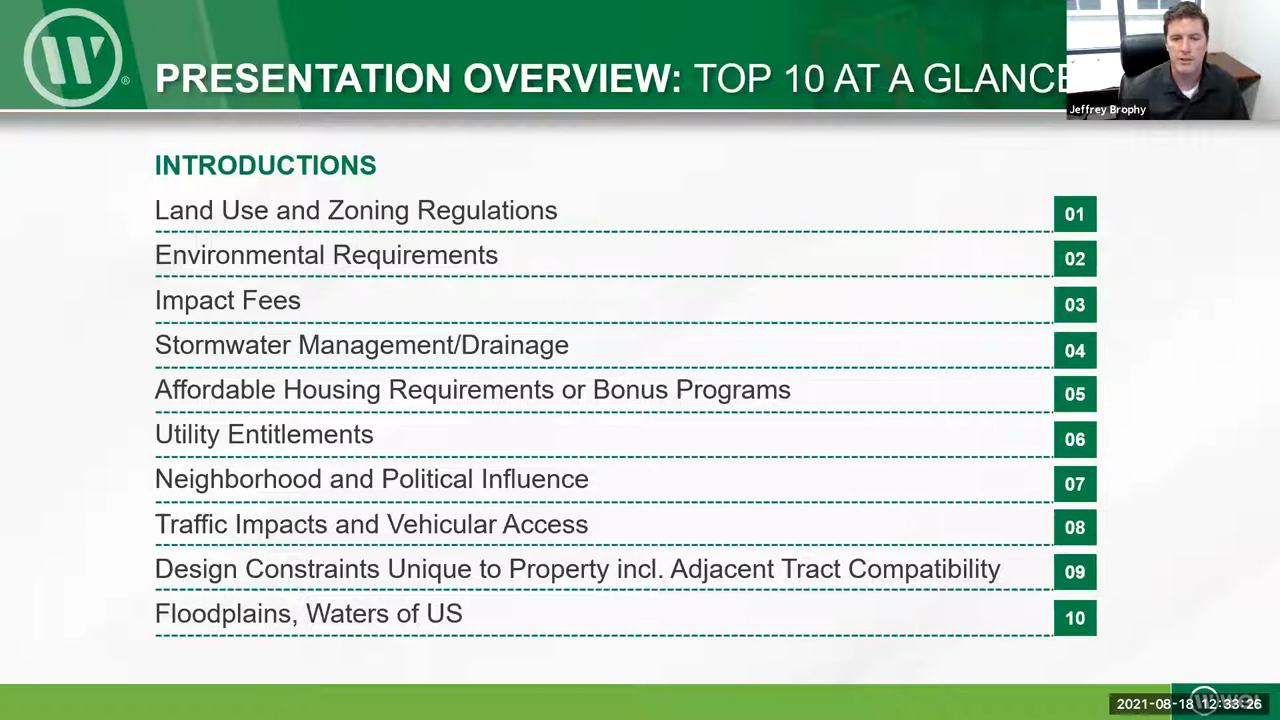 W
®
PRESENTATION OVERVIEW: TOP 10 AT A GLANCE
Jeffrey Brophy
INTRODUCTIONS
Land Use and Zoning Regulations 01
Environmental Requirements 02
Impact Fees 03
Stormwater Management/Drainage 04
Affordable Housing Requirements or Bonus Programs 05
Utility Entitlements 06
Neighborhood and Political Influence 07
Traffic Impacts and Vehicular Access 08
Design Constraints Unique to Property incl. Adjacent Tract Compatibility 09
Floodplains, Waters of US 10
2021-08-18 12:33:26